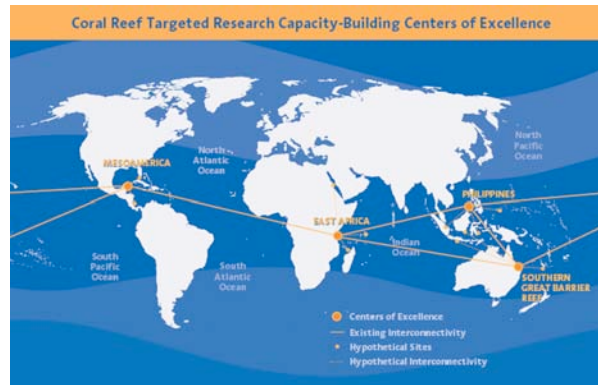 Coral Reef Targeted Research Capacity-Building Centers of Excellence
North
Pacific
Ocean
North
Atlantic
Ocean
MESOAMERICA
PHILIPPINES
EAST AFRICA
Indian
Ocean
South
Pacific
Ocean
South
Atlantic
Ocean
SOUTHERN
GREAT BARRIER
REEF
Centers of Excellence
Existing Interconnectivity
Hypothetical Sites
Hypothetical Interconnectivity